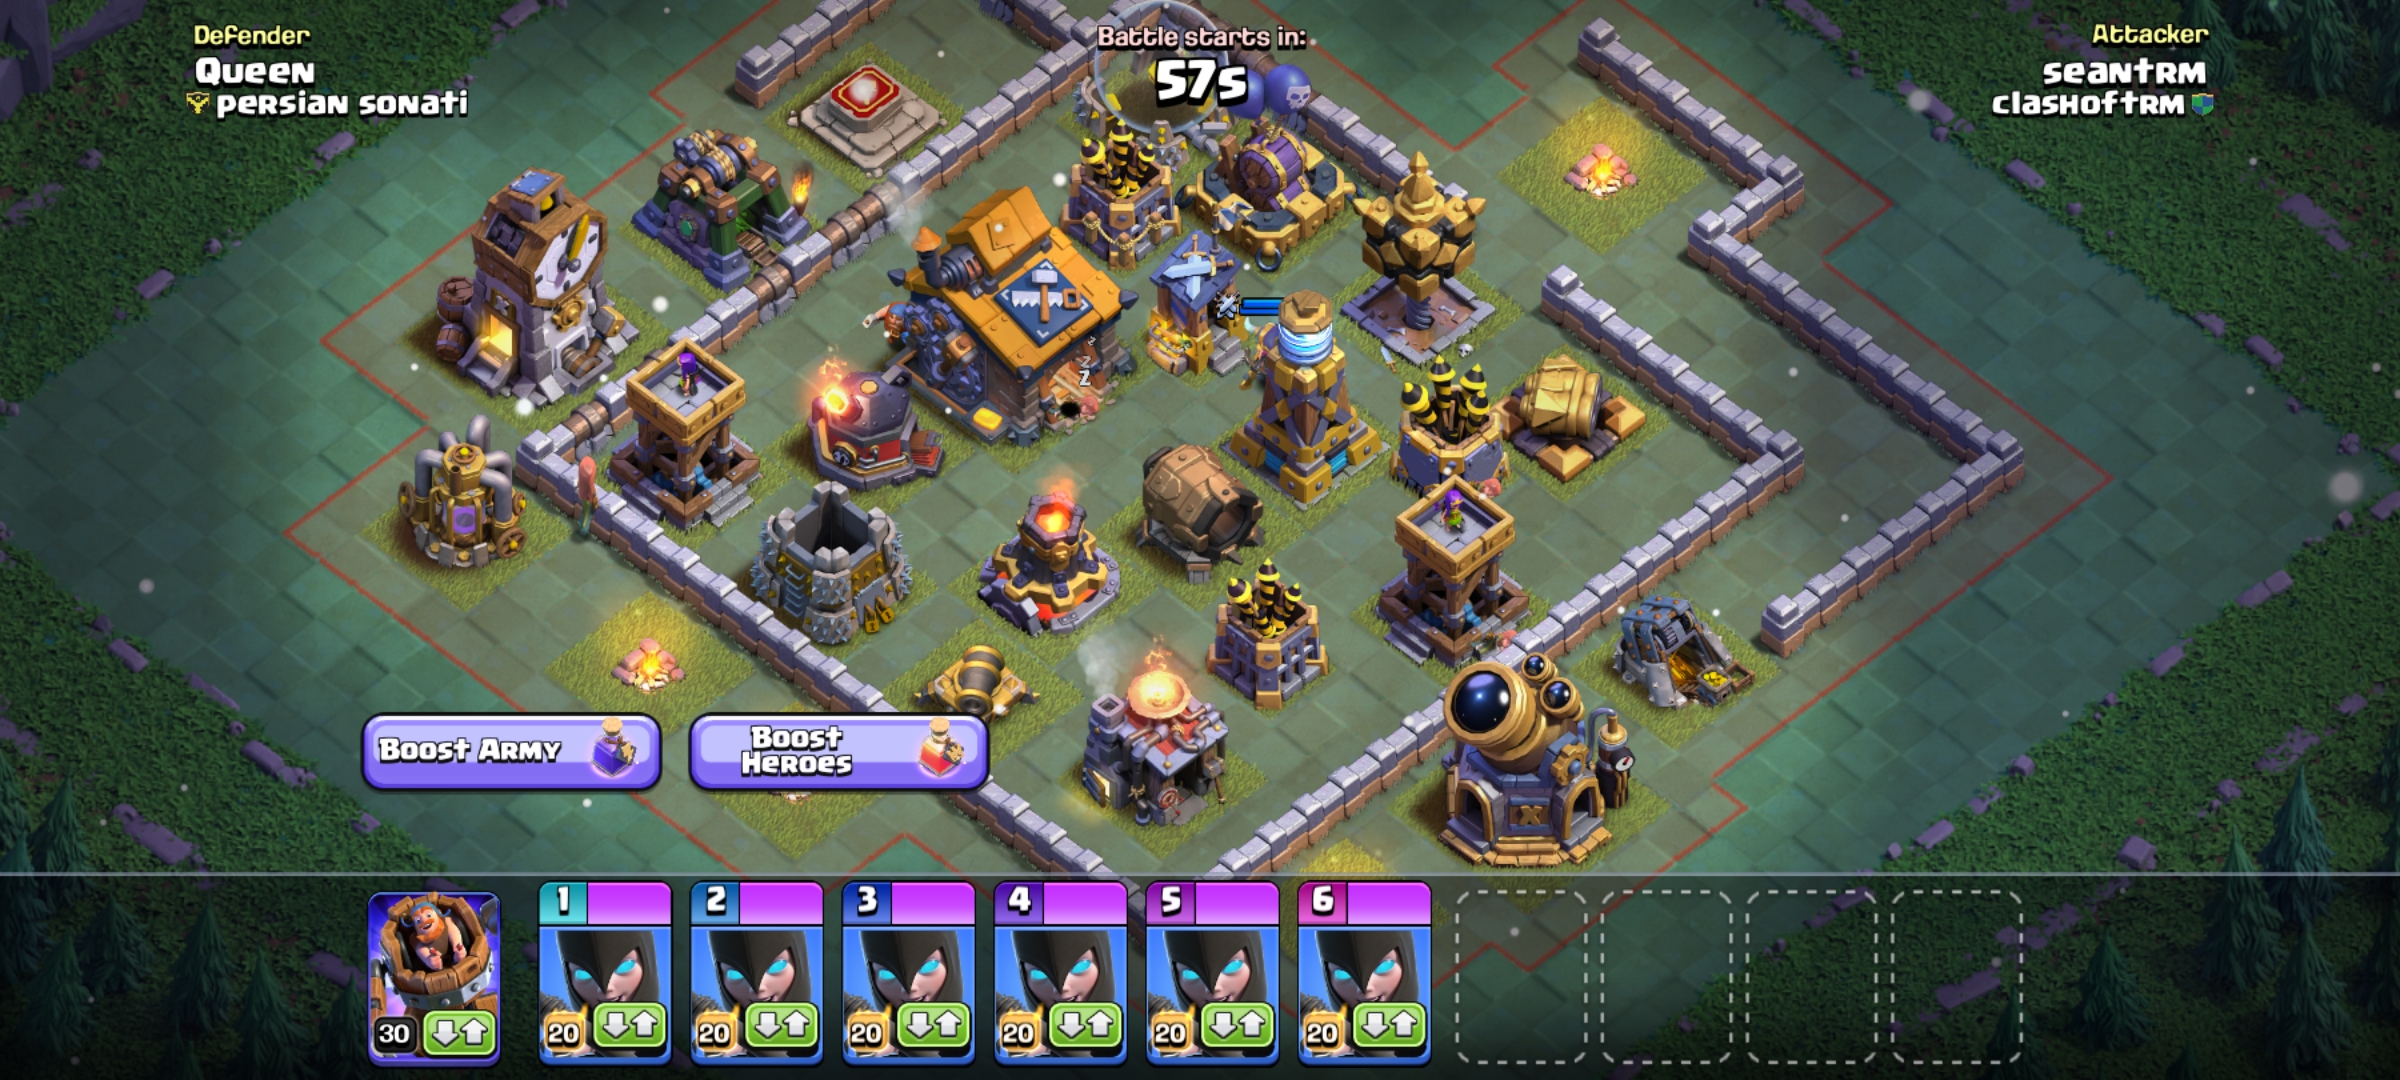 Defender
Queen
persian sonati
Battle starts in:
57s
Attacker
seantRM
clashoftRM
z
z
Z
Boost Army
Boost
Heroes
X
1
2
3
4
5
6
30
20
20
20
20
20
20